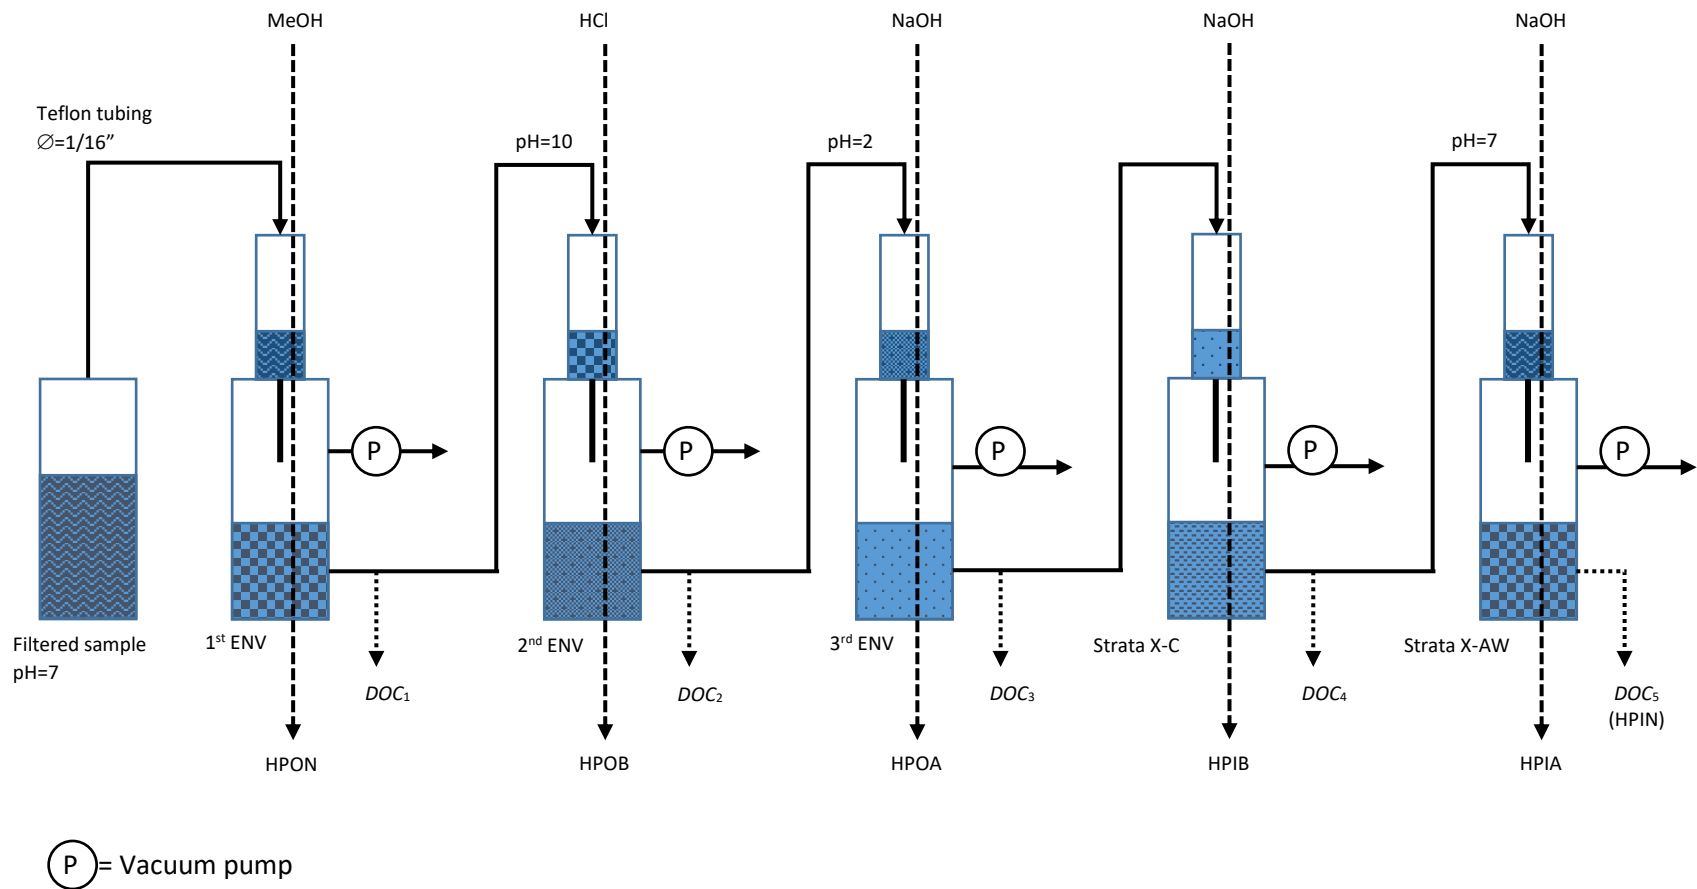 MeOH
HCl
NaOH
NaOH
NaOH
Teflon tubing
∅=1/16”
pH=10
pH=2
pH=7
P
P
P
P
P
Filtered sample
pH=7
1st ENV
2nd ENV
3rd ENV
Strata X-C
Strata X-AW
DOC1
DOC2
DOC3
DOC4
DOC5
(HPIN)
HPON
HPOB
HPOA
HPIB
HPIA
P = Vacuum pump